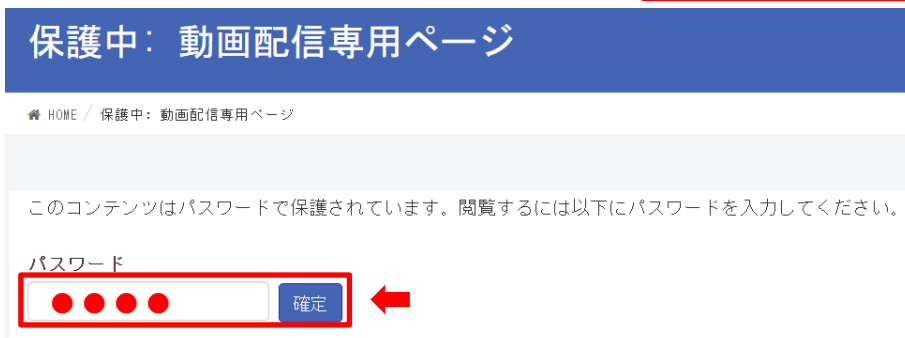 保護中: 動画配信専用ページ
HOME / 保護中: 動画配信専用ページ
このコンテンツはパスワードで保護されています。閲覧するには以下にパスワードを入力してください。
パスワード
●●●● 確定